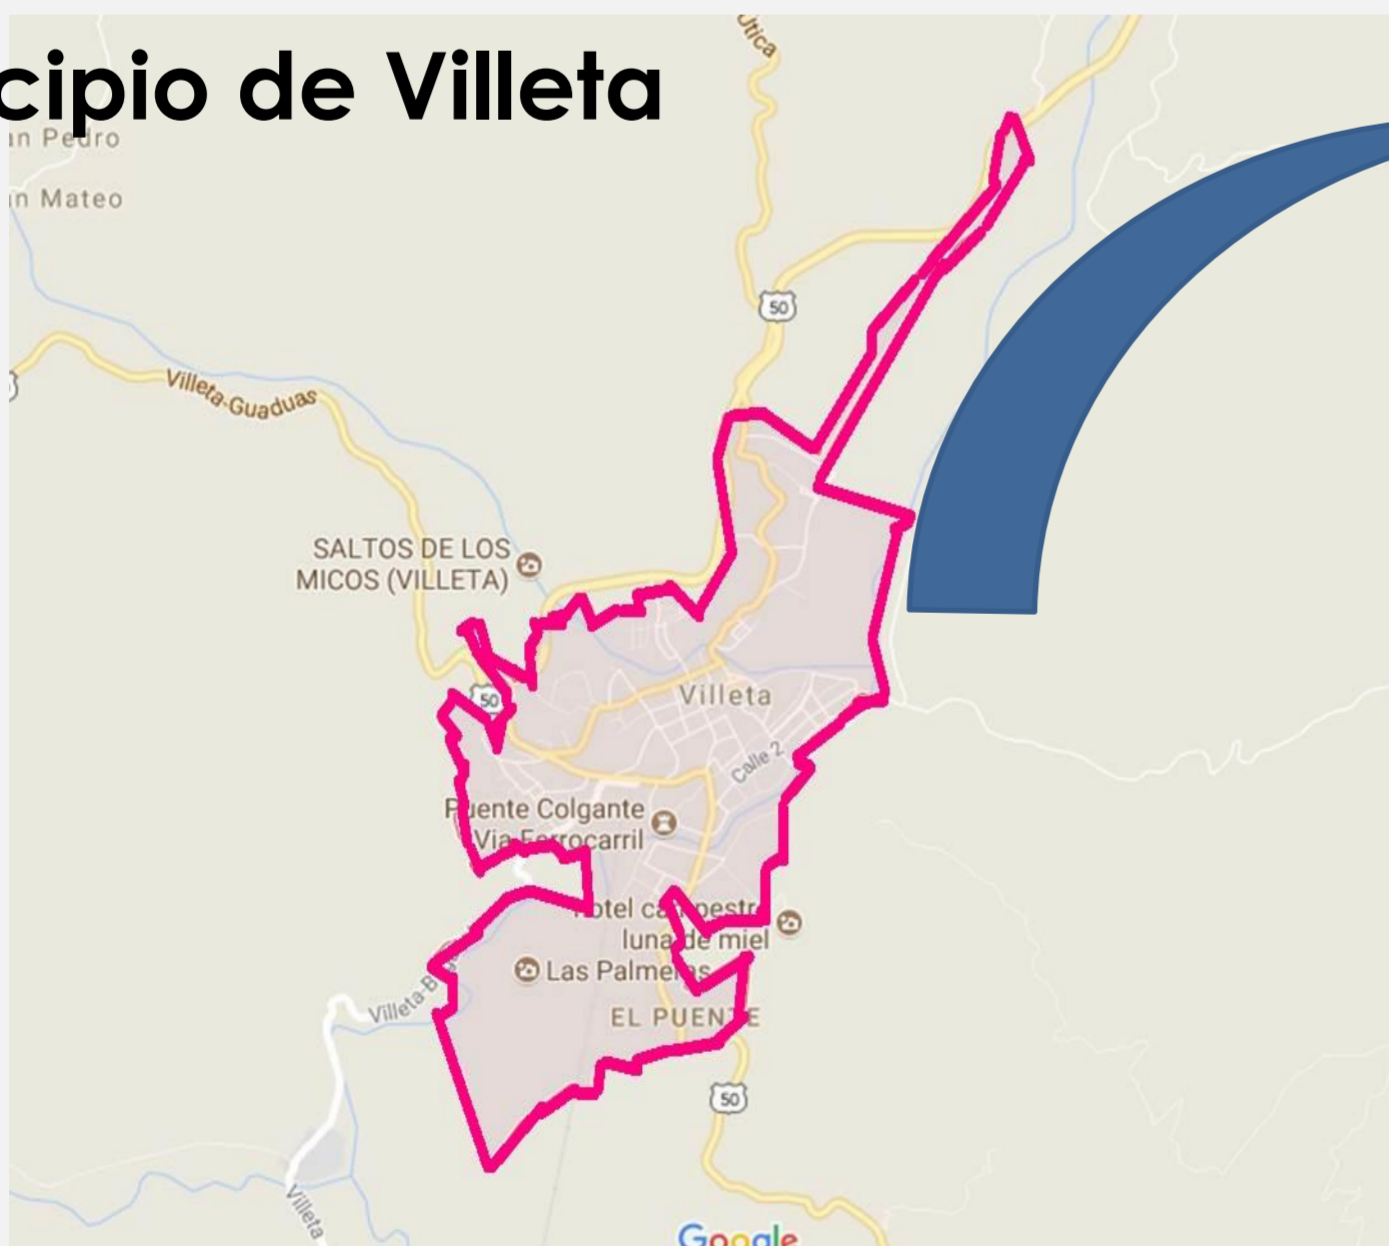 cipio de Villeta
an Pedro
n Mateo
Utica
50
Villeta-Guaduas
SALTOS DE LOS
MICOS (VILLETA)
50
Villeta
Calle 2
Puente Colgante
Via Ferrocarril
Hotel campestre
luna de miel
Las Palmeras
EL PUENTE
Villeta-B
50
Villeta
Google